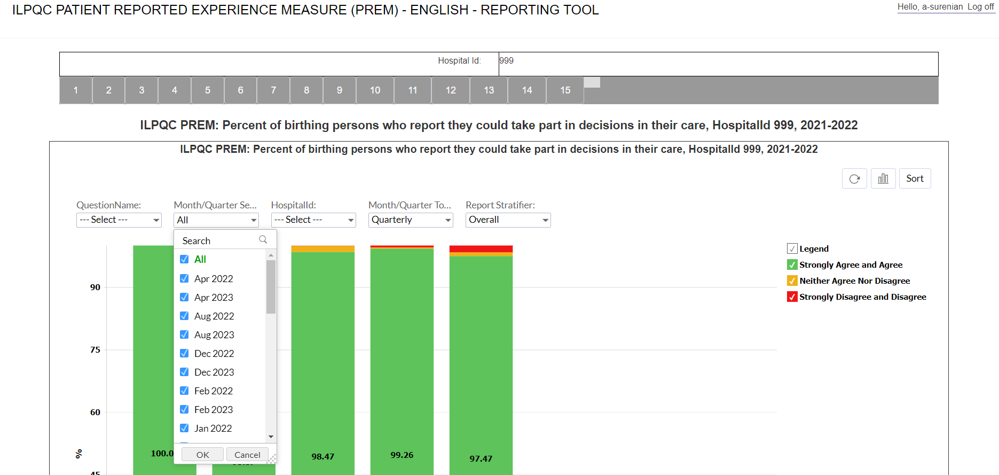 ILPQC PATIENT REPORTED EXPERIENCE MEASURE (PREM) - ENGLISH - REPORTING TOOL
Hello, a-surenian Log off
Hospital Id: 999
1 2 3 4 5 6 7 8 9 10 11 12 13 14 15
ILPQC PREM: Percent of birthing persons who report they could take part in decisions in their care, HospitalId 999, 2021-2022
ILPQC PREM: Percent of birthing persons who report they could take part in decisions in their care, HospitalId 999, 2021-2022
Sort
QuestionName: Month/Quarter Se... HospitalId: Month/Quarter To... Report Stratifier:
--- Select --- All --- Select --- Quarterly Overall
Search
All
Apr 2022
Apr 2023
Aug 2022
Aug 2023
Dec 2022
Dec 2023
Feb 2022
Feb 2023
Jan 2022
OK Cancel
Legend
Strongly Agree and Agree
Neither Agree Nor Disagree
Strongly Disagree and Disagree
90
75
60
45
%
100.0
98.47
99.26
97.47